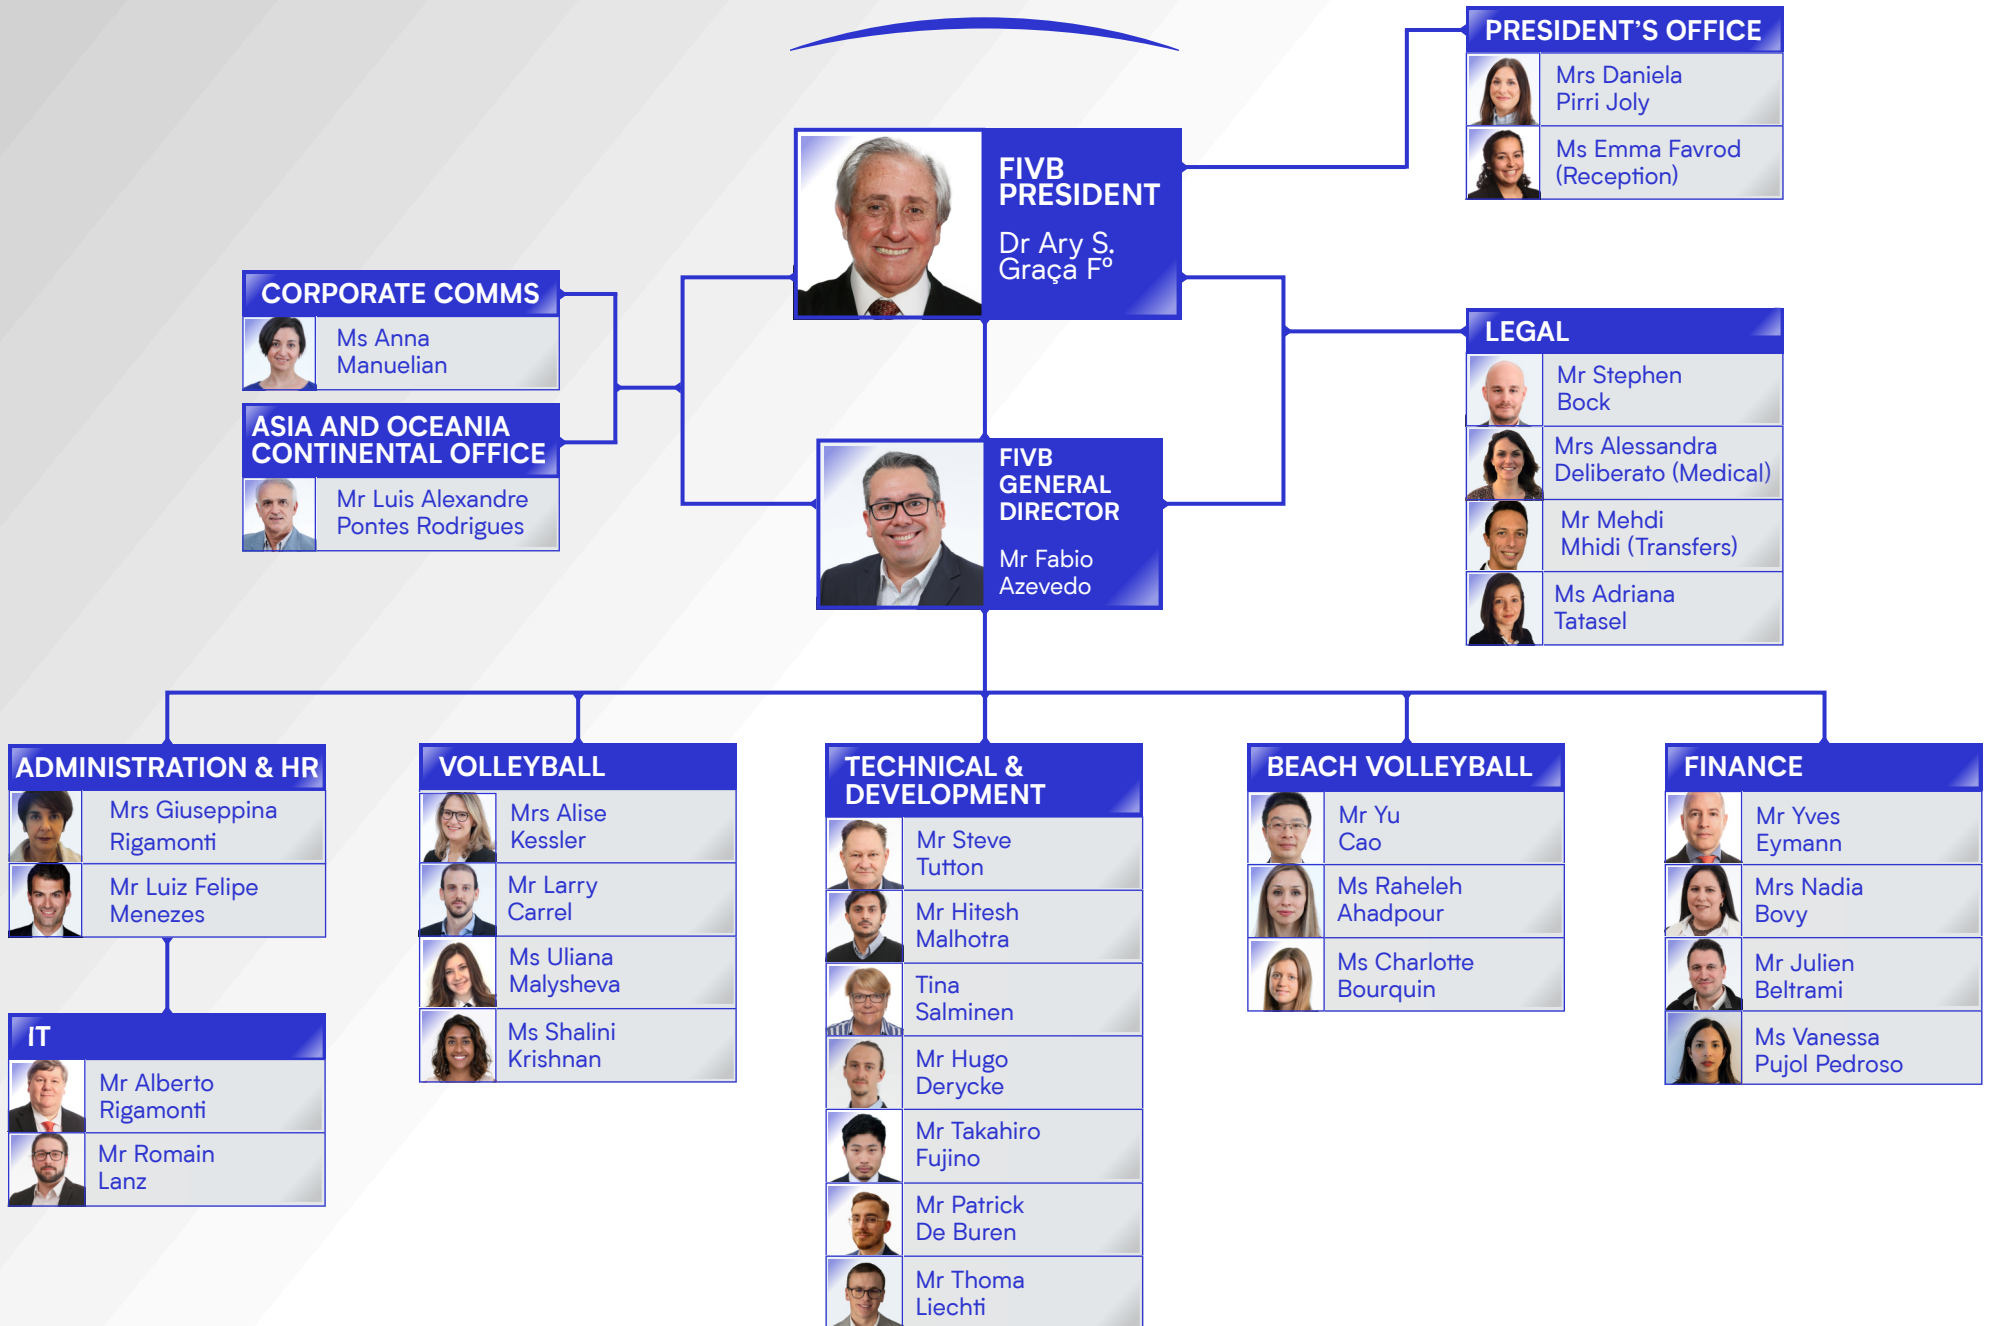 PRESIDENT'S OFFICE
Mrs Daniela
Pirri Joly
Ms Emma Favrod
(Reception)
FIVB
PRESIDENT
Dr Ary S.
Graça Fº
CORPORATE COMMS
Ms Anna
Manuelian
ASIA AND OCEANIA
CONTINENTAL OFFICE
Mr Luis Alexandre
Pontes Rodrigues
LEGAL
Mr Stephen
Bock
Mrs Alessandra
Deliberato (Medical)
Mr Mehdi
Mhidi (Transfers)
Ms Adriana
Tatasel
FIVB
GENERAL
DIRECTOR
Mr Fabio
Azevedo
ADMINISTRATION & HR
Mrs Giuseppina
Rigamonti
Mr Luiz Felipe
Menezes
IT
Mr Alberto
Rigamonti
Mr Romain
Lanz
VOLLEYBALL
Mrs Alise
Kessler
Mr Larry
Carrel
Ms Uliana
Malysheva
Ms Shalini
Krishnan
TECHNICAL &
DEVELOPMENT
Mr Steve
Tutton
Mr Hitesh
Malhotra
Tina
Salminen
Mr Hugo
Derycke
Mr Takahiro
Fujino
Mr Patrick
De Buren
Mr Thoma
Liechti
BEACH VOLLEYBALL
Mr Yu
Cao
Ms Raheleh
Ahadpour
Ms Charlotte
Bourquin
FINANCE
Mr Yves
Eymann
Mrs Nadia
Bovy
Mr Julien
Beltrami
Ms Vanessa
Pujol Pedroso